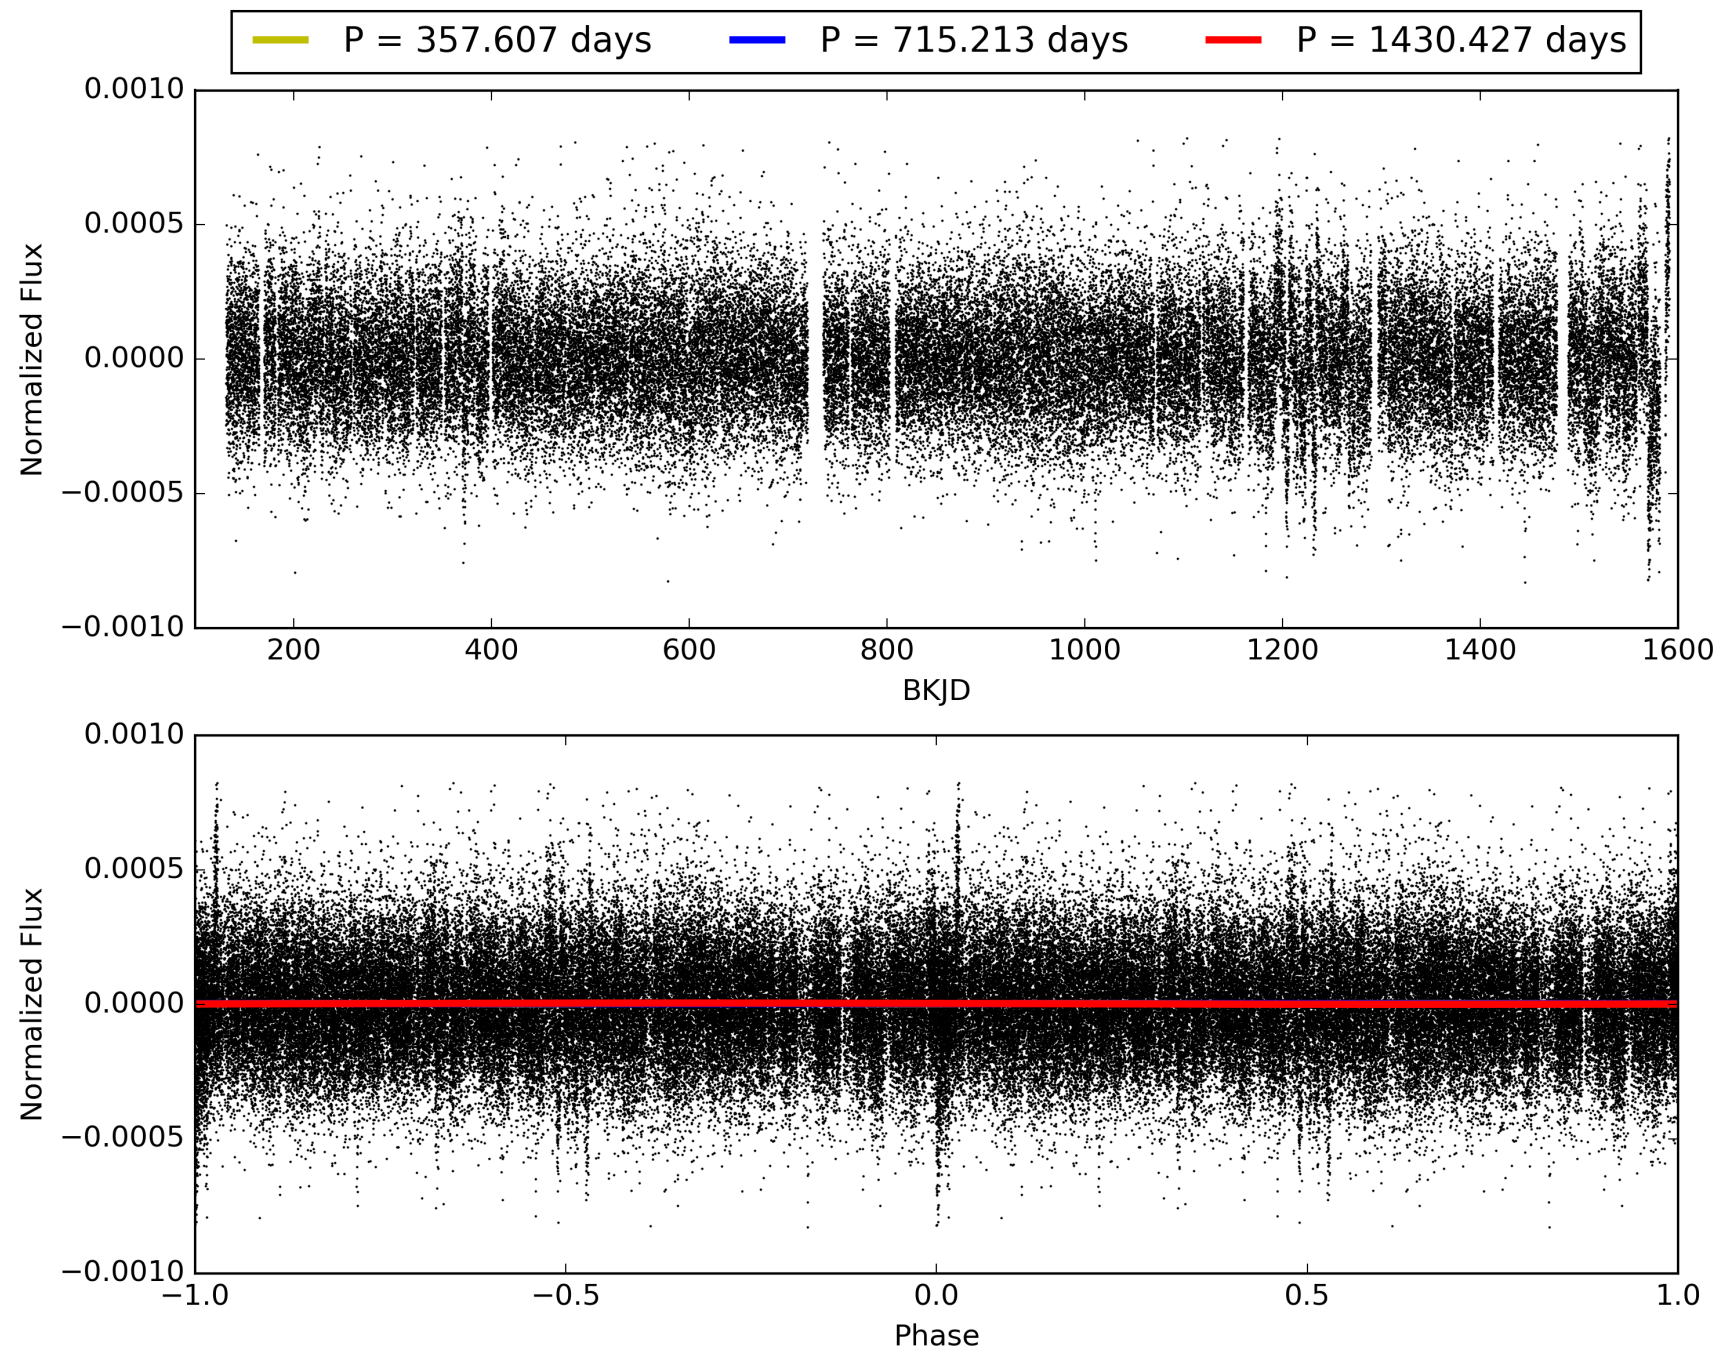 P = 357.607 days P = 715.213 days P = 1430.427 days
0.0010
0.0005
0.0000
−0.0005
−0.0010
Normalized Flux
200 400 600 800 1000 1200 1400 1600
BKJD
0.0010
0.0005
0.0000
−0.0005
−0.0010
Normalized Flux
−1.0 −0.5 0.0 0.5 1.0
Phase